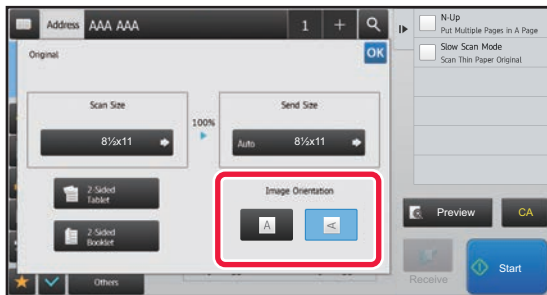 Address AAA AAA 1 +
Original OK
Scan Size
8½x11
100%
Send Size
Auto 8½x11
2-Sided
Tablet
2-Sided
Booklet
Image Orientation
A A
Others
N-Up
Put Multiple Pages in A Page
Slow Scan Mode
Scan Thin Paper Original
Preview CA
Receive Start